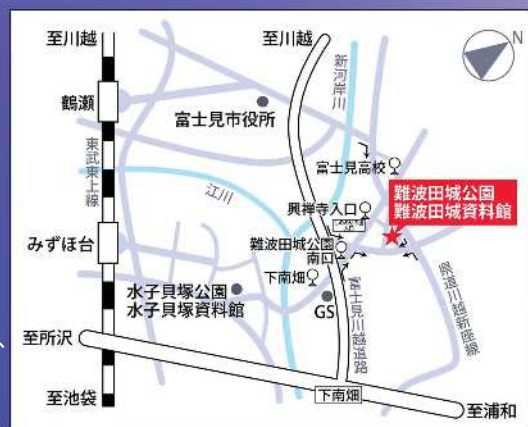 至川越
至川越
N
鶴瀬
新河岸川
富士見市役所
東武東上線
富士見高校
江川
難波田城公園
難波田城資料館
興禅寺入口
みずほ台
難波田城公園
南口
下南畑
水子貝塚公園
水子貝塚資料館
GS
富士見川越道路
県道川越新座線
至所沢
至池袋
下南畑
至浦和